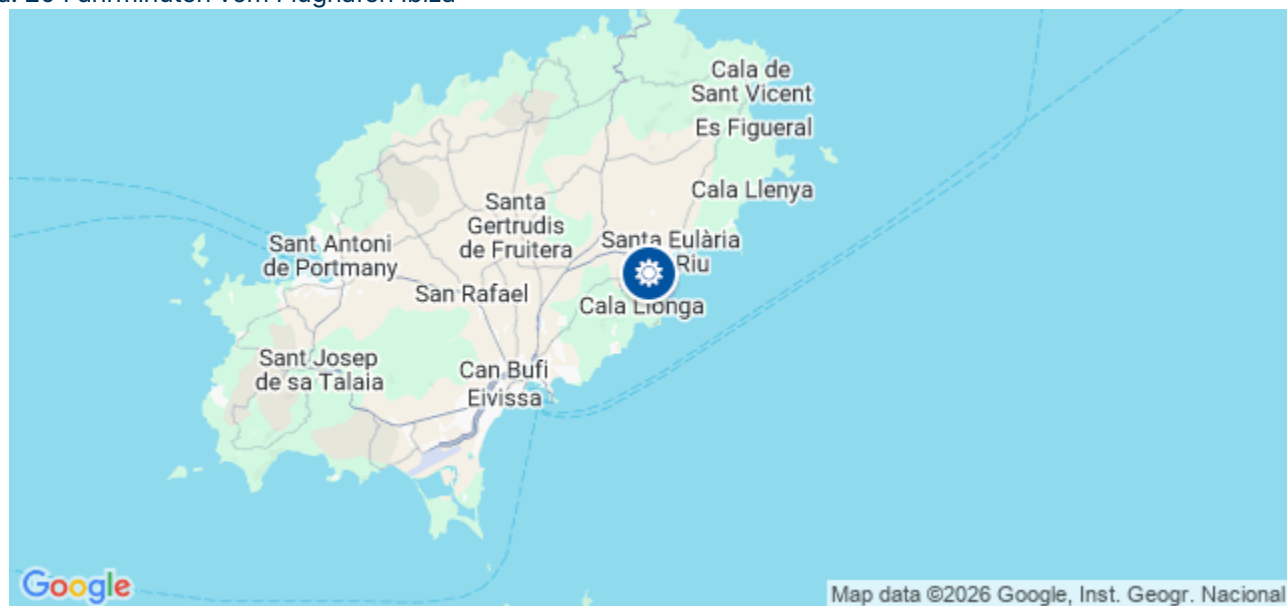 Cala de
Sant Vicent
Es Figueral
Cala Llenya
Santa
Gertrudis
de Fruitera
Santa Eulària
Riu
Sant Antoni
de Portmany
San Rafael
Cala Llonga
Sant Josep
de sa Talaia
Can Bufi
Eivissa
Google
Map data ©2026 Google, Inst. Geogr. Nacional